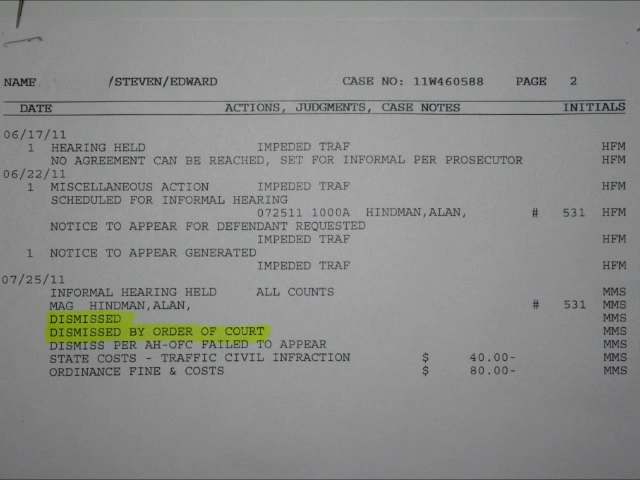 NAME /STEVEN/EDWARD CASE NO: 11W460588 PAGE 2
DATE ACTIONS, JUDGMENTS, CASE NOTES INITIALS
06/17/11
1 HEARING HELD IMPEDED TRAF HFM
NO AGREEMENT CAN BE REACHED, SET FOR INFORMAL PER PROSECUTOR HFM
06/22/11
1 MISCELLANEOUS ACTION IMPEDED TRAF HFM
SCHEDULED FOR INFORMAL HEARING
072511 1000A HINDMAN,ALAN, # 531 HFM
NOTICE TO APPEAR FOR DEFENDANT REQUESTED
IMPEDED TRAF HFM
1 NOTICE TO APPEAR GENERATED
IMPEDED TRAF HFM
07/25/11
INFORMAL HEARING HELD ALL COUNTS MMS
MAG HINDMAN,ALAN, # 531 MMS
DISMISSED MMS
DISMISSED BY ORDER OF COURT MMS
DISMISS PER AH-OFC FAILED TO APPEAR MMS
STATE COSTS - TRAFFIC CIVIL INFRACTION $ 40.00- MMS
ORDINANCE FINE & COSTS $ 80.00- MMS